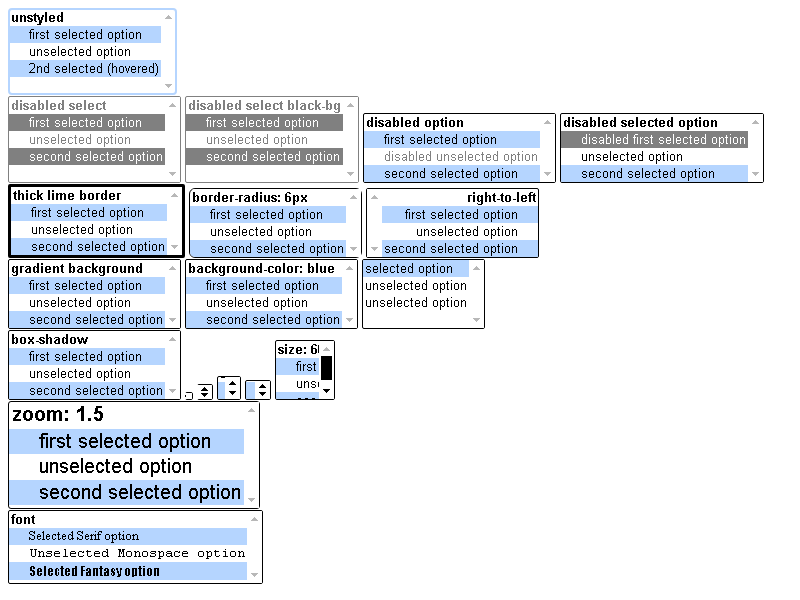 unstyled
first selected option
unselected option
2nd selected (hovered)
disabled select
first selected option
unselected option
second selected option
disabled select black-bg
first selected option
unselected option
second selected option
disabled option
first selected option
disabled unselected option
second selected option
disabled selected option
disabled first selected option
unselected option
second selected option
thick lime border
first selected option
unselected option
second selected option
border-radius: 6px
first selected option
unselected option
second selected option
right-to-left
first selected option
unselected option
second selected option
gradient background
first selected option
unselected option
second selected option
background-color: blue
first selected option
unselected option
second selected option
selected option
unselected option
unselected option
box-shadow
first selected option
unselected option
second selected option
size: 6
first
uns
zoom: 1.5
first selected option
unselected option
second selected option
font
Selected Serif option
Unselected Monospace option
Selected Fantasy option